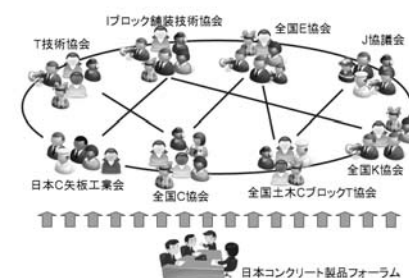 Iブロック舗装技術協会
全国E協会
T技術協会
J協議会
日本C矢板工業会
全国C協会
全国土木CブロックT協会
全国K協会
日本コンクリート製品フォーラム